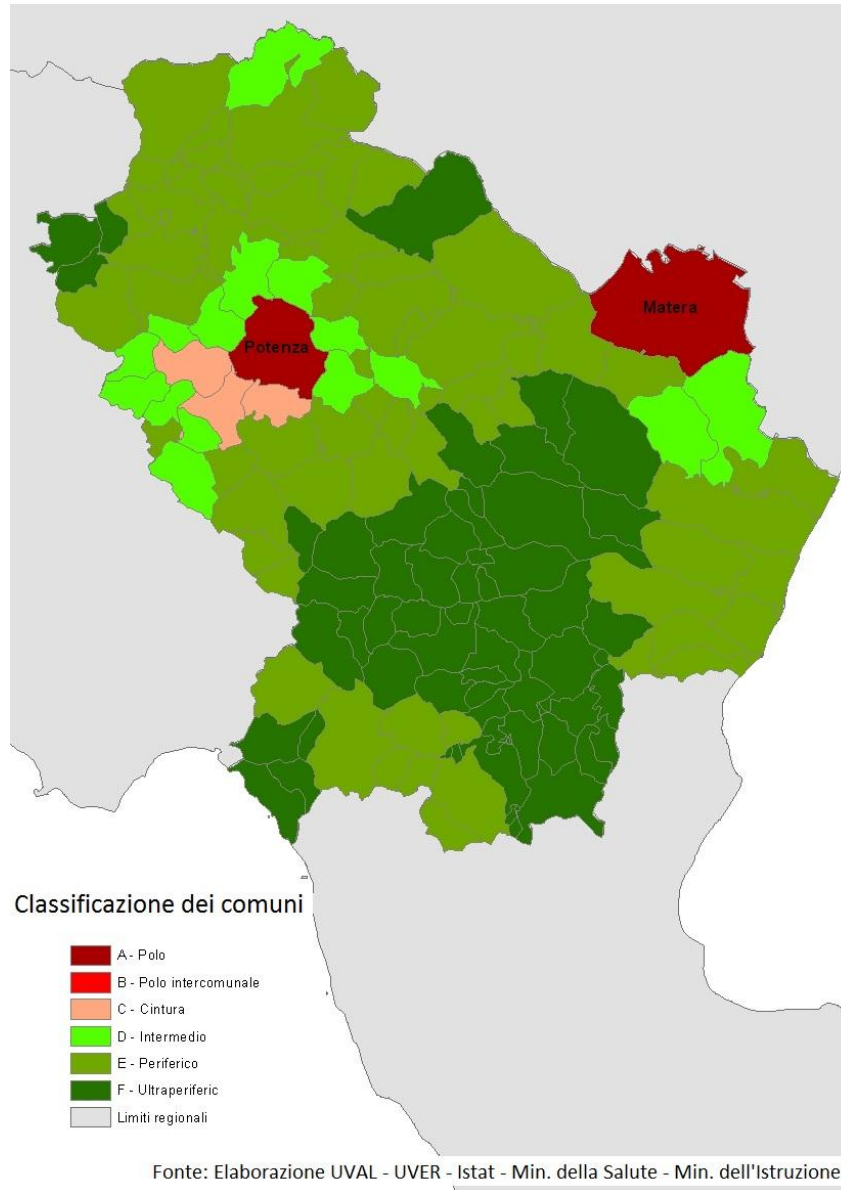 Matera
Potenza
Classificazione dei comuni
A - Polo
B - Polo intercomunale
C - Cintura
D - Intermedio
E - Periferico
F - Ultraperiferic
Limiti regionali
Fonte: Elaborazione UVAL - UVER - Istat - Min. della Salute - Min. dell'Istruzione